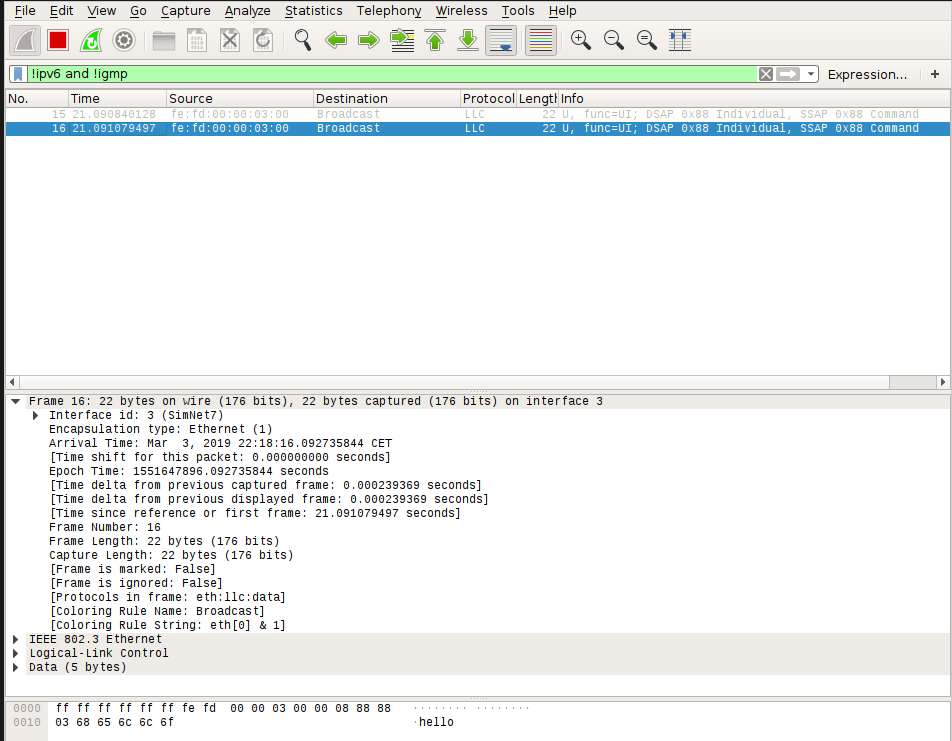 File Edit View Go Capture Analyze Statistics Telephony Wireless Tools Help
!ipv6 and !igmp Expression... +
No. Time Source Destination Protocol Lengtl Info
15 21.090840128 fe:fd:00:00:03:00 Broadcast LLC 22 U, func=UI; DSAP 0x88 Individual, SSAP 0x88 Command
16 21.091079497 fe:fd:00:00:03:00 Broadcast LLC 22 U, func=UI; DSAP 0x88 Individual, SSAP 0x88 Command
Frame 16: 22 bytes on wire (176 bits), 22 bytes captured (176 bits) on interface 3
Interface id: 3 (SimNet7)
Encapsulation type: Ethernet (1)
Arrival Time: Mar  3, 2019 22:18:16.092735844 CET
[Time shift for this packet: 0.000000000 seconds]
Epoch Time: 1551647896.092735844 seconds
[Time delta from previous captured frame: 0.000239369 seconds]
[Time delta from previous displayed frame: 0.000239369 seconds]
[Time since reference or first frame: 21.091079497 seconds]
Frame Number: 16
Frame Length: 22 bytes (176 bits)
Capture Length: 22 bytes (176 bits)
[Frame is marked: False]
[Frame is ignored: False]
[Protocols in frame: eth:llc:data]
[Coloring Rule Name: Broadcast]
[Coloring Rule String: eth[0] & 1]
IEEE 802.3 Ethernet
Logical-Link Control
Data (5 bytes)
0000 ff ff ff ff ff ff fe fd 00 00 03 00 00 08 88 88 ········ ········
0010 03 68 65 6c 6c 6f ·hello